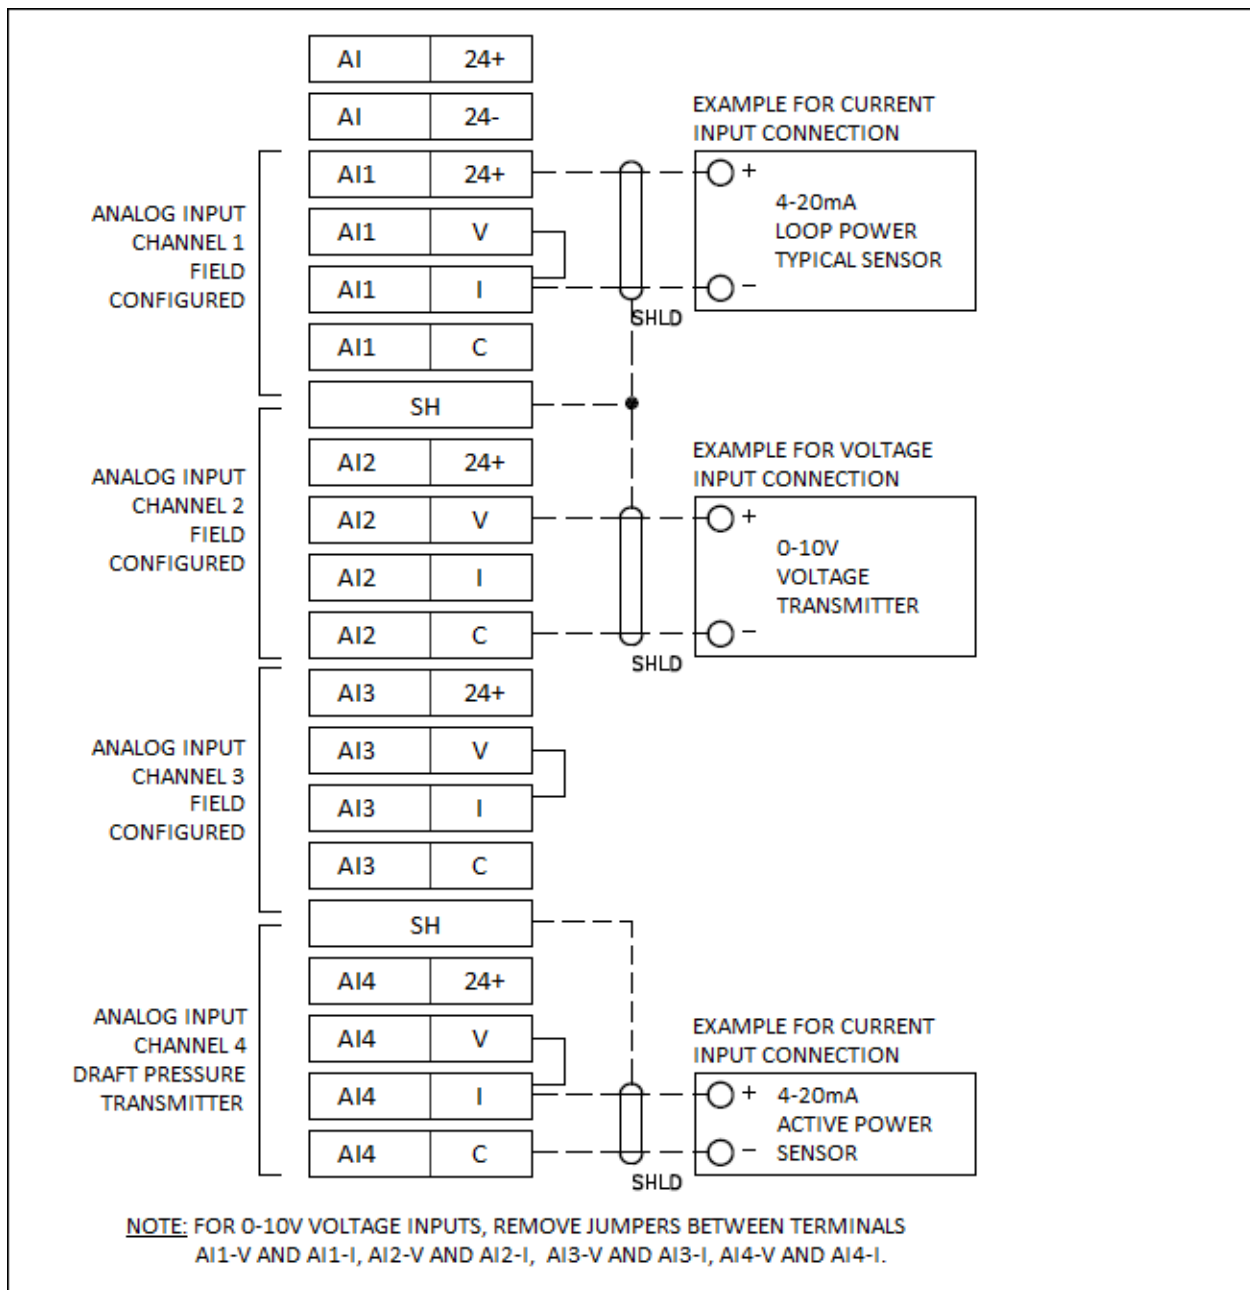 AI 24+
AI 24-
ANALOG INPUT
CHANNEL 1
FIELD
CONFIGURED
AI1 24+
AI1 V
AI1 I
AI1 C
SH
EXAMPLE FOR CURRENT
INPUT CONNECTION
+
4-20mA
LOOP POWER
TYPICAL SENSOR
−
SHLD
ANALOG INPUT
CHANNEL 2
FIELD
CONFIGURED
AI2 24+
AI2 V
AI2 I
AI2 C
EXAMPLE FOR VOLTAGE
INPUT CONNECTION
+
0-10V
VOLTAGE
TRANSMITTER
−
SHLD
ANALOG INPUT
CHANNEL 3
FIELD
CONFIGURED
AI3 24+
AI3 V
AI3 I
AI3 C
SH
ANALOG INPUT
CHANNEL 4
DRAFT PRESSURE
TRANSMITTER
AI4 24+
AI4 V
AI4 I
AI4 C
EXAMPLE FOR CURRENT
INPUT CONNECTION
+ 4-20mA
ACTIVE POWER
− SENSOR
SHLD
NOTE: FOR 0-10V VOLTAGE INPUTS, REMOVE JUMPERS BETWEEN TERMINALS
AI1-V AND AI1-I, AI2-V AND AI2-I, AI3-V AND AI3-I, AI4-V AND AI4-I.